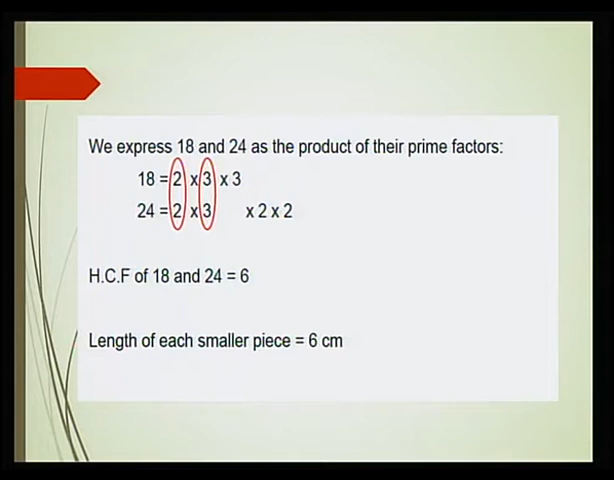 We express 18 and 24 as the product of their prime factors:
18 = 2 x 3 x 3
24 = 2 x 3 x 2 x 2
H.C.F of 18 and 24 = 6
Length of each smaller piece = 6 cm